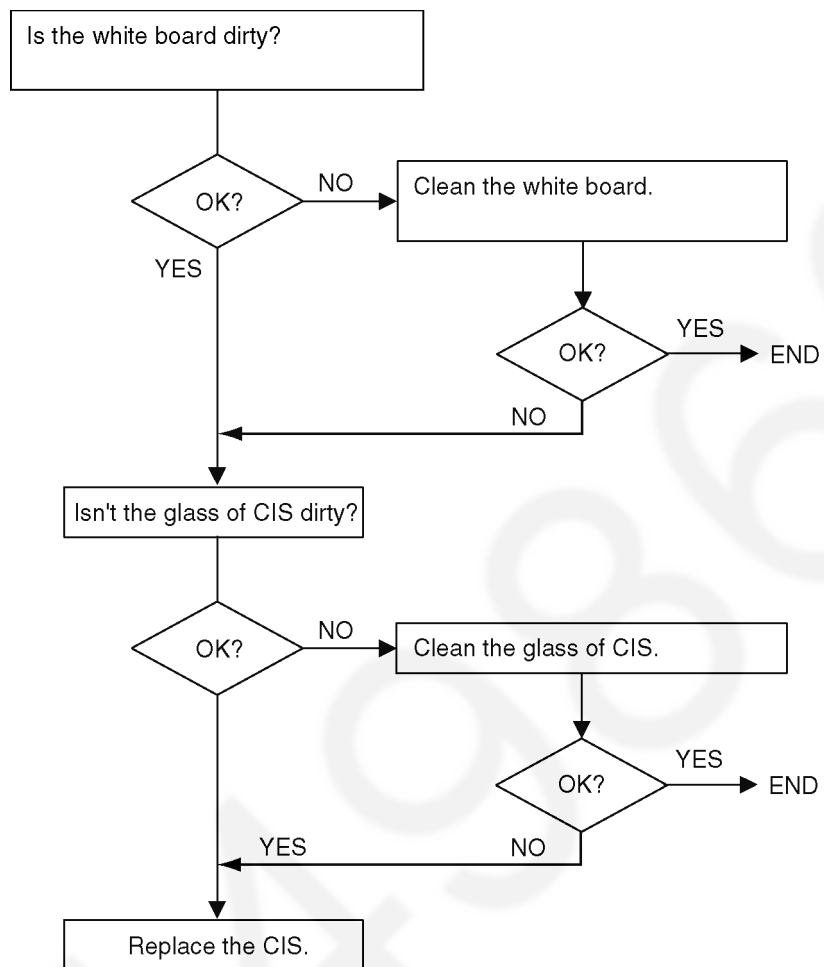 Is the white board dirty?
OK?
NO
Clean the white board.
YES
OK?
YES
END
NO
Isn't the glass of CIS dirty?
OK?
NO
Clean the glass of CIS.
OK?
YES
END
YES
NO
Replace the CIS.